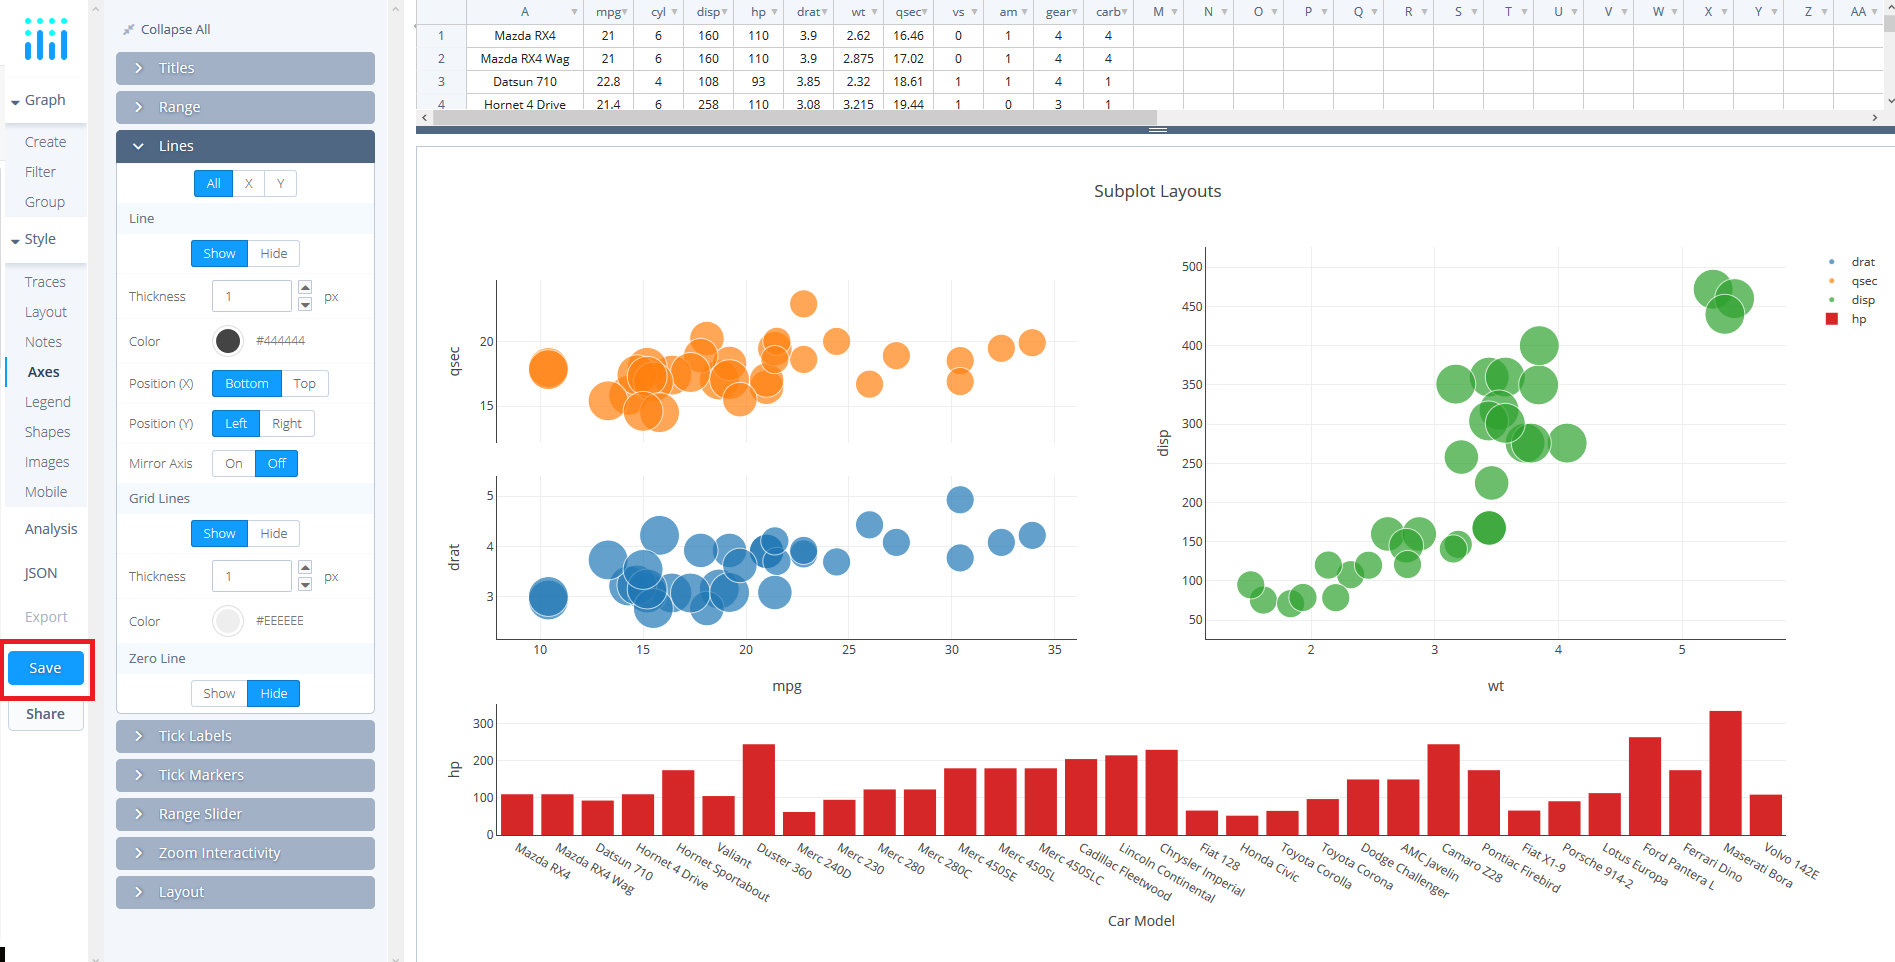 Graph
Create
Filter
Group
Style
Traces
Layout
Notes
Axes
Legend
Shapes
Images
Mobile
Analysis
JSON
Export
Save
Share
Collapse All
Titles
Range
Lines
All X Y
Line
Show Hide
Thickness 1 px
Color #444444
Position (X) Bottom Top
Position (Y) Left Right
Mirror Axis On Off
Grid Lines
Show Hide
Thickness 1 px
Color #EEEEEE
Zero Line
Show Hide
Tick Labels
Tick Markers
Range Slider
Zoom Interactivity
Layout
A mpg cyl disp hp drat wt qsec vs am gear carb M N O P Q R S T U V W X Y Z AA
1 Mazda RX4 21 6 160 110 3.9 2.62 16.46 0 1 4 4
2 Mazda RX4 Wag 21 6 160 110 3.9 2.875 17.02 0 1 4 4
3 Datsun 710 22.8 4 108 93 3.85 2.32 18.61 1 1 4 1
4 Hornet 4 Drive 21.4 6 258 110 3.08 3.215 19.44 1 0 3 1
Subplot Layouts
qsec
20
15
drat
5
4
3
10 15 20 25 30 35
mpg
disp
500
450
400
350
300
250
200
150
100
50
2 3 4 5
wt
drat
qsec
disp
hp
hp
300
200
100
0
Mazda RX4
Mazda RX4 Wag
Datsun 710
Hornet 4 Drive
Hornet Sportabout
Valiant
Duster 360
Merc 240D
Merc 230
Merc 280
Merc 280C
Merc 450SE
Merc 450SL
Merc 450SLC
Cadillac Fleetwood
Lincoln Continental
Chrysler Imperial
Fiat 128
Honda Civic
Toyota Corolla
Toyota Corona
Dodge Challenger
AMC Javelin
Camaro Z28
Pontiac Firebird
Fiat X1-9
Porsche 914-2
Lotus Europa
Ford Pantera L
Ferrari Dino
Maserati Bora
Volvo 142E
Car Model